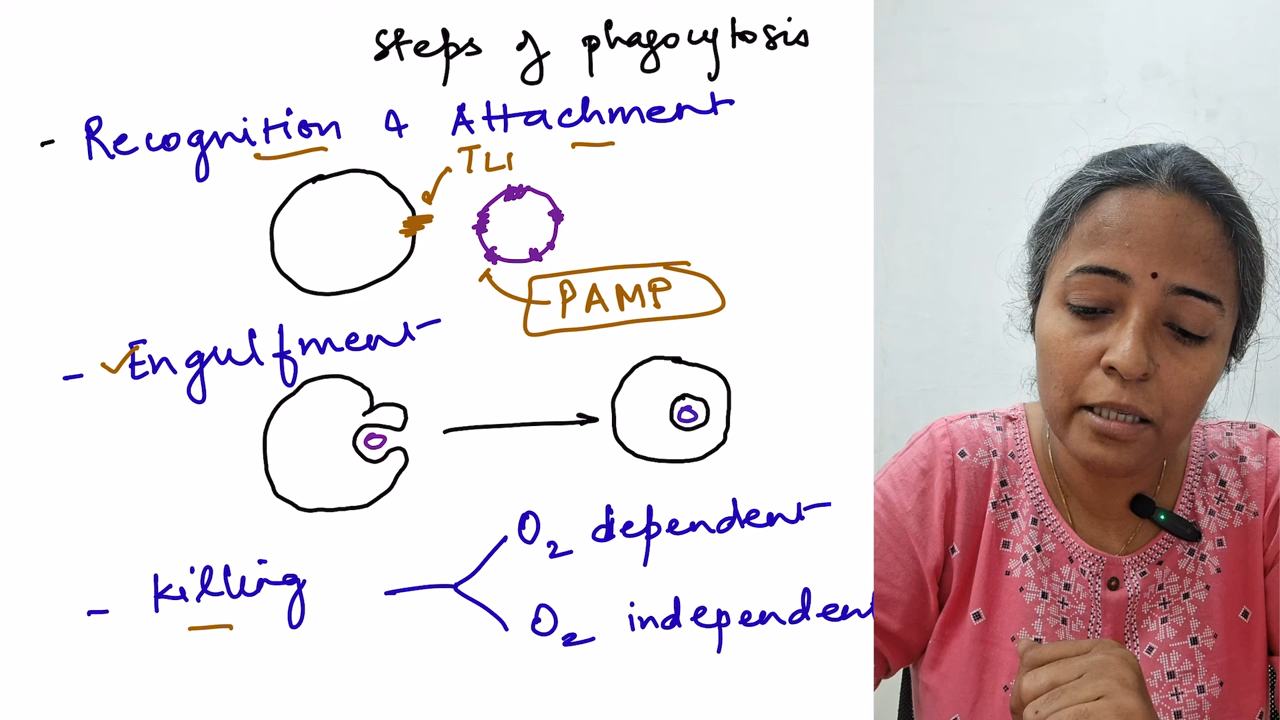 steps of phagocytosis
- Recognition & Attachment
TLR
PAMP
- ✓Engulfment
O2 dependent
- Killing
O2 independent